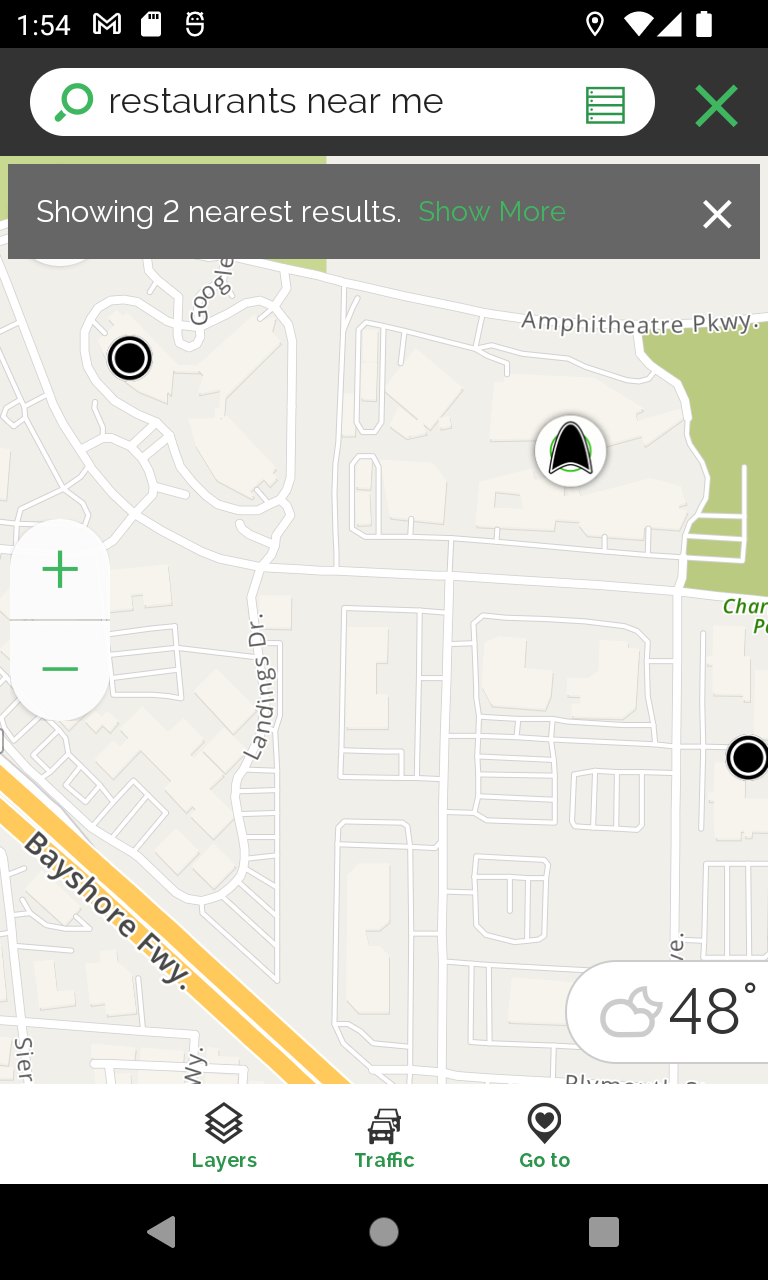 1:54
restaurants near me
Showing 2 nearest results. Show More
Google
Amphitheatre Pkwy.
Landings Dr.
Bayshore Fwy.
48°
Layers
Traffic
Go to